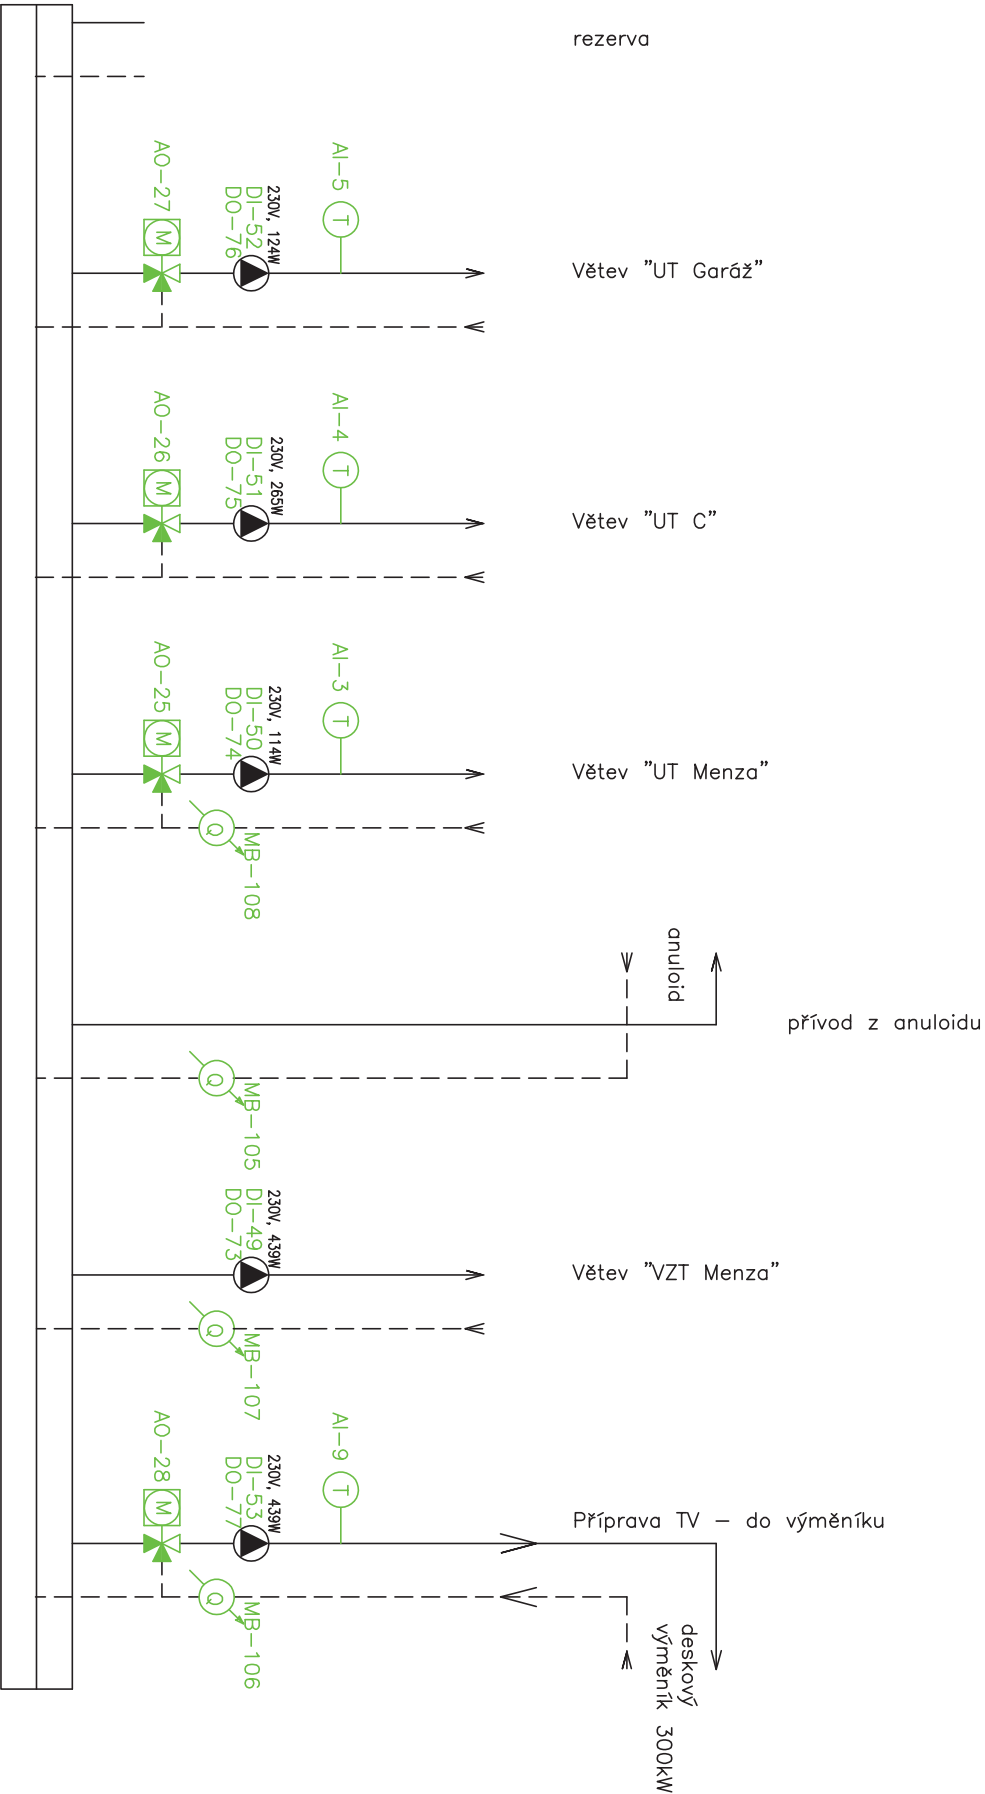 rezerva
AO-27
M
230V, 124W
DI-52
DO-76
AI-5
T
Větev "UT Garáž"
AO-26
M
230V, 265W
DI-51
DO-75
AI-4
T
Větev "UT C"
AO-25
M
230V, 114W
DI-50
DO-74
AI-3
T
Větev "UT Menza"
Q
MB-108
anuloid
přívod z anuloidu
Q
MB-105
230V, 439W
DI-49
DO-73
Větev "VZT Menza"
Q
MB-107
AO-28
M
230V, 439W
DI-53
DO-77
AI-9
T
Příprava TV - do výměníku
Q
MB-106
deskový
výměník 300kW